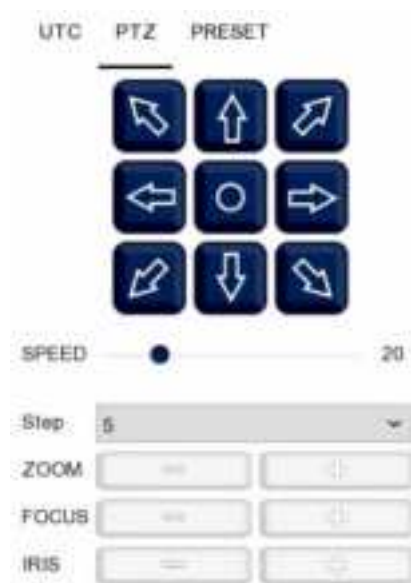 UTC PTZ PRESET
SPEED 20
Step 5
ZOOM
FOCUS
IRIS